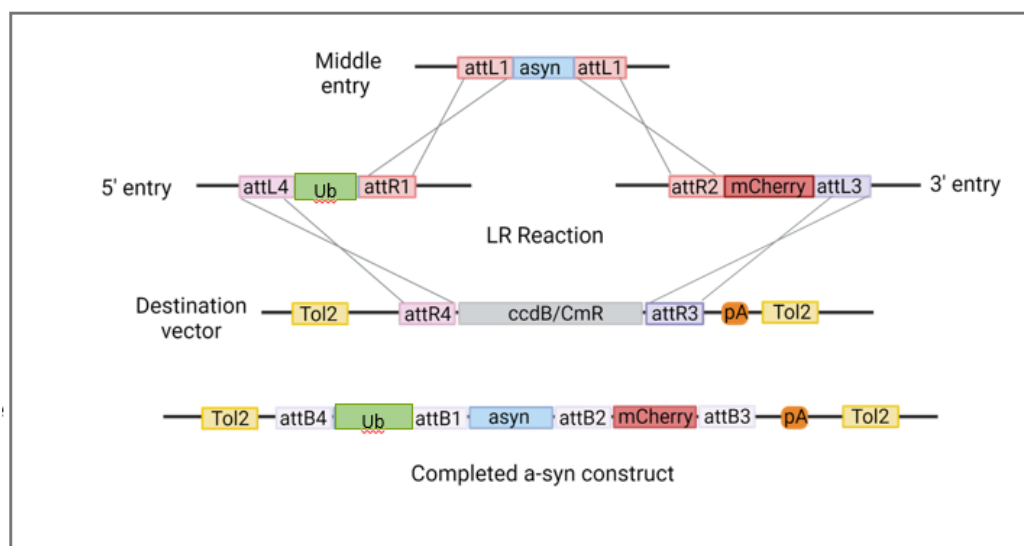 Middle
entry
attL1 asyn attL1
5' entry
attL4 Ub attR1
attR2 mCherry attL3
3' entry
LR Reaction
Destination
vector
Tol2 attR4 ccdB/CmR attR3 pA Tol2
Tol2 attB4 Ub attB1 asyn attB2 mCherry attB3 pA Tol2
Completed a-syn construct